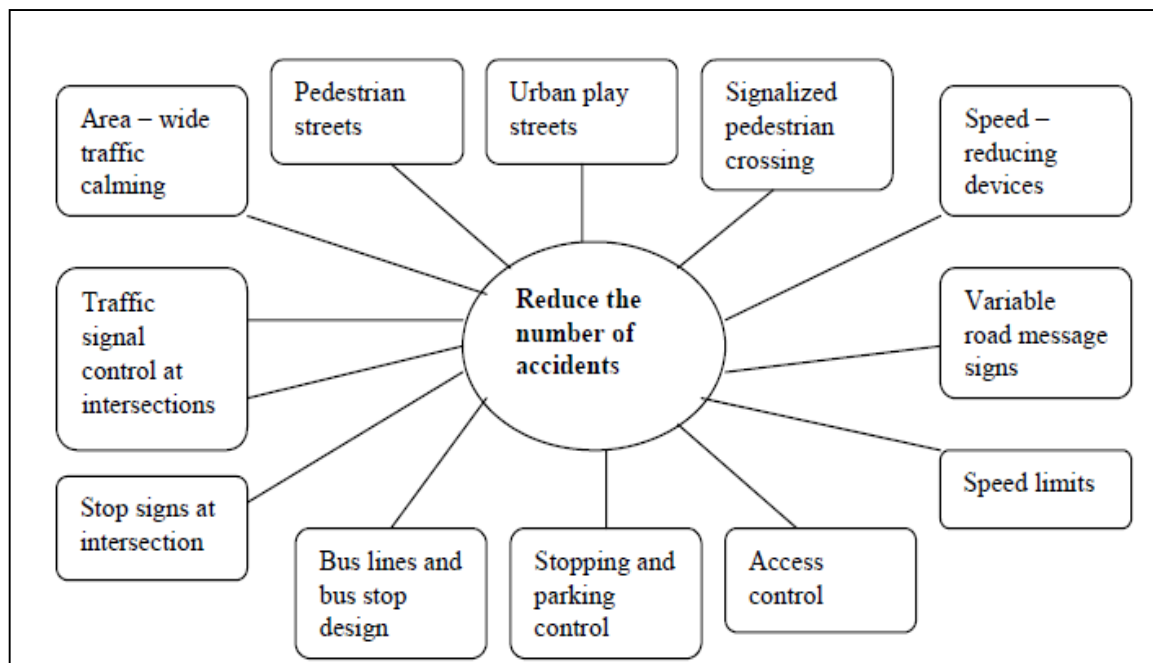 Area – wide
traffic
calming
Pedestrian
streets
Urban play
streets
Signalized
pedestrian
crossing
Speed –
reducing
devices
Traffic
signal
control at
intersections
Reduce the
number of
accidents
Variable
road message
signs
Stop signs at
intersection
Bus lines and
bus stop
design
Stopping and
parking
control
Access
control
Speed limits